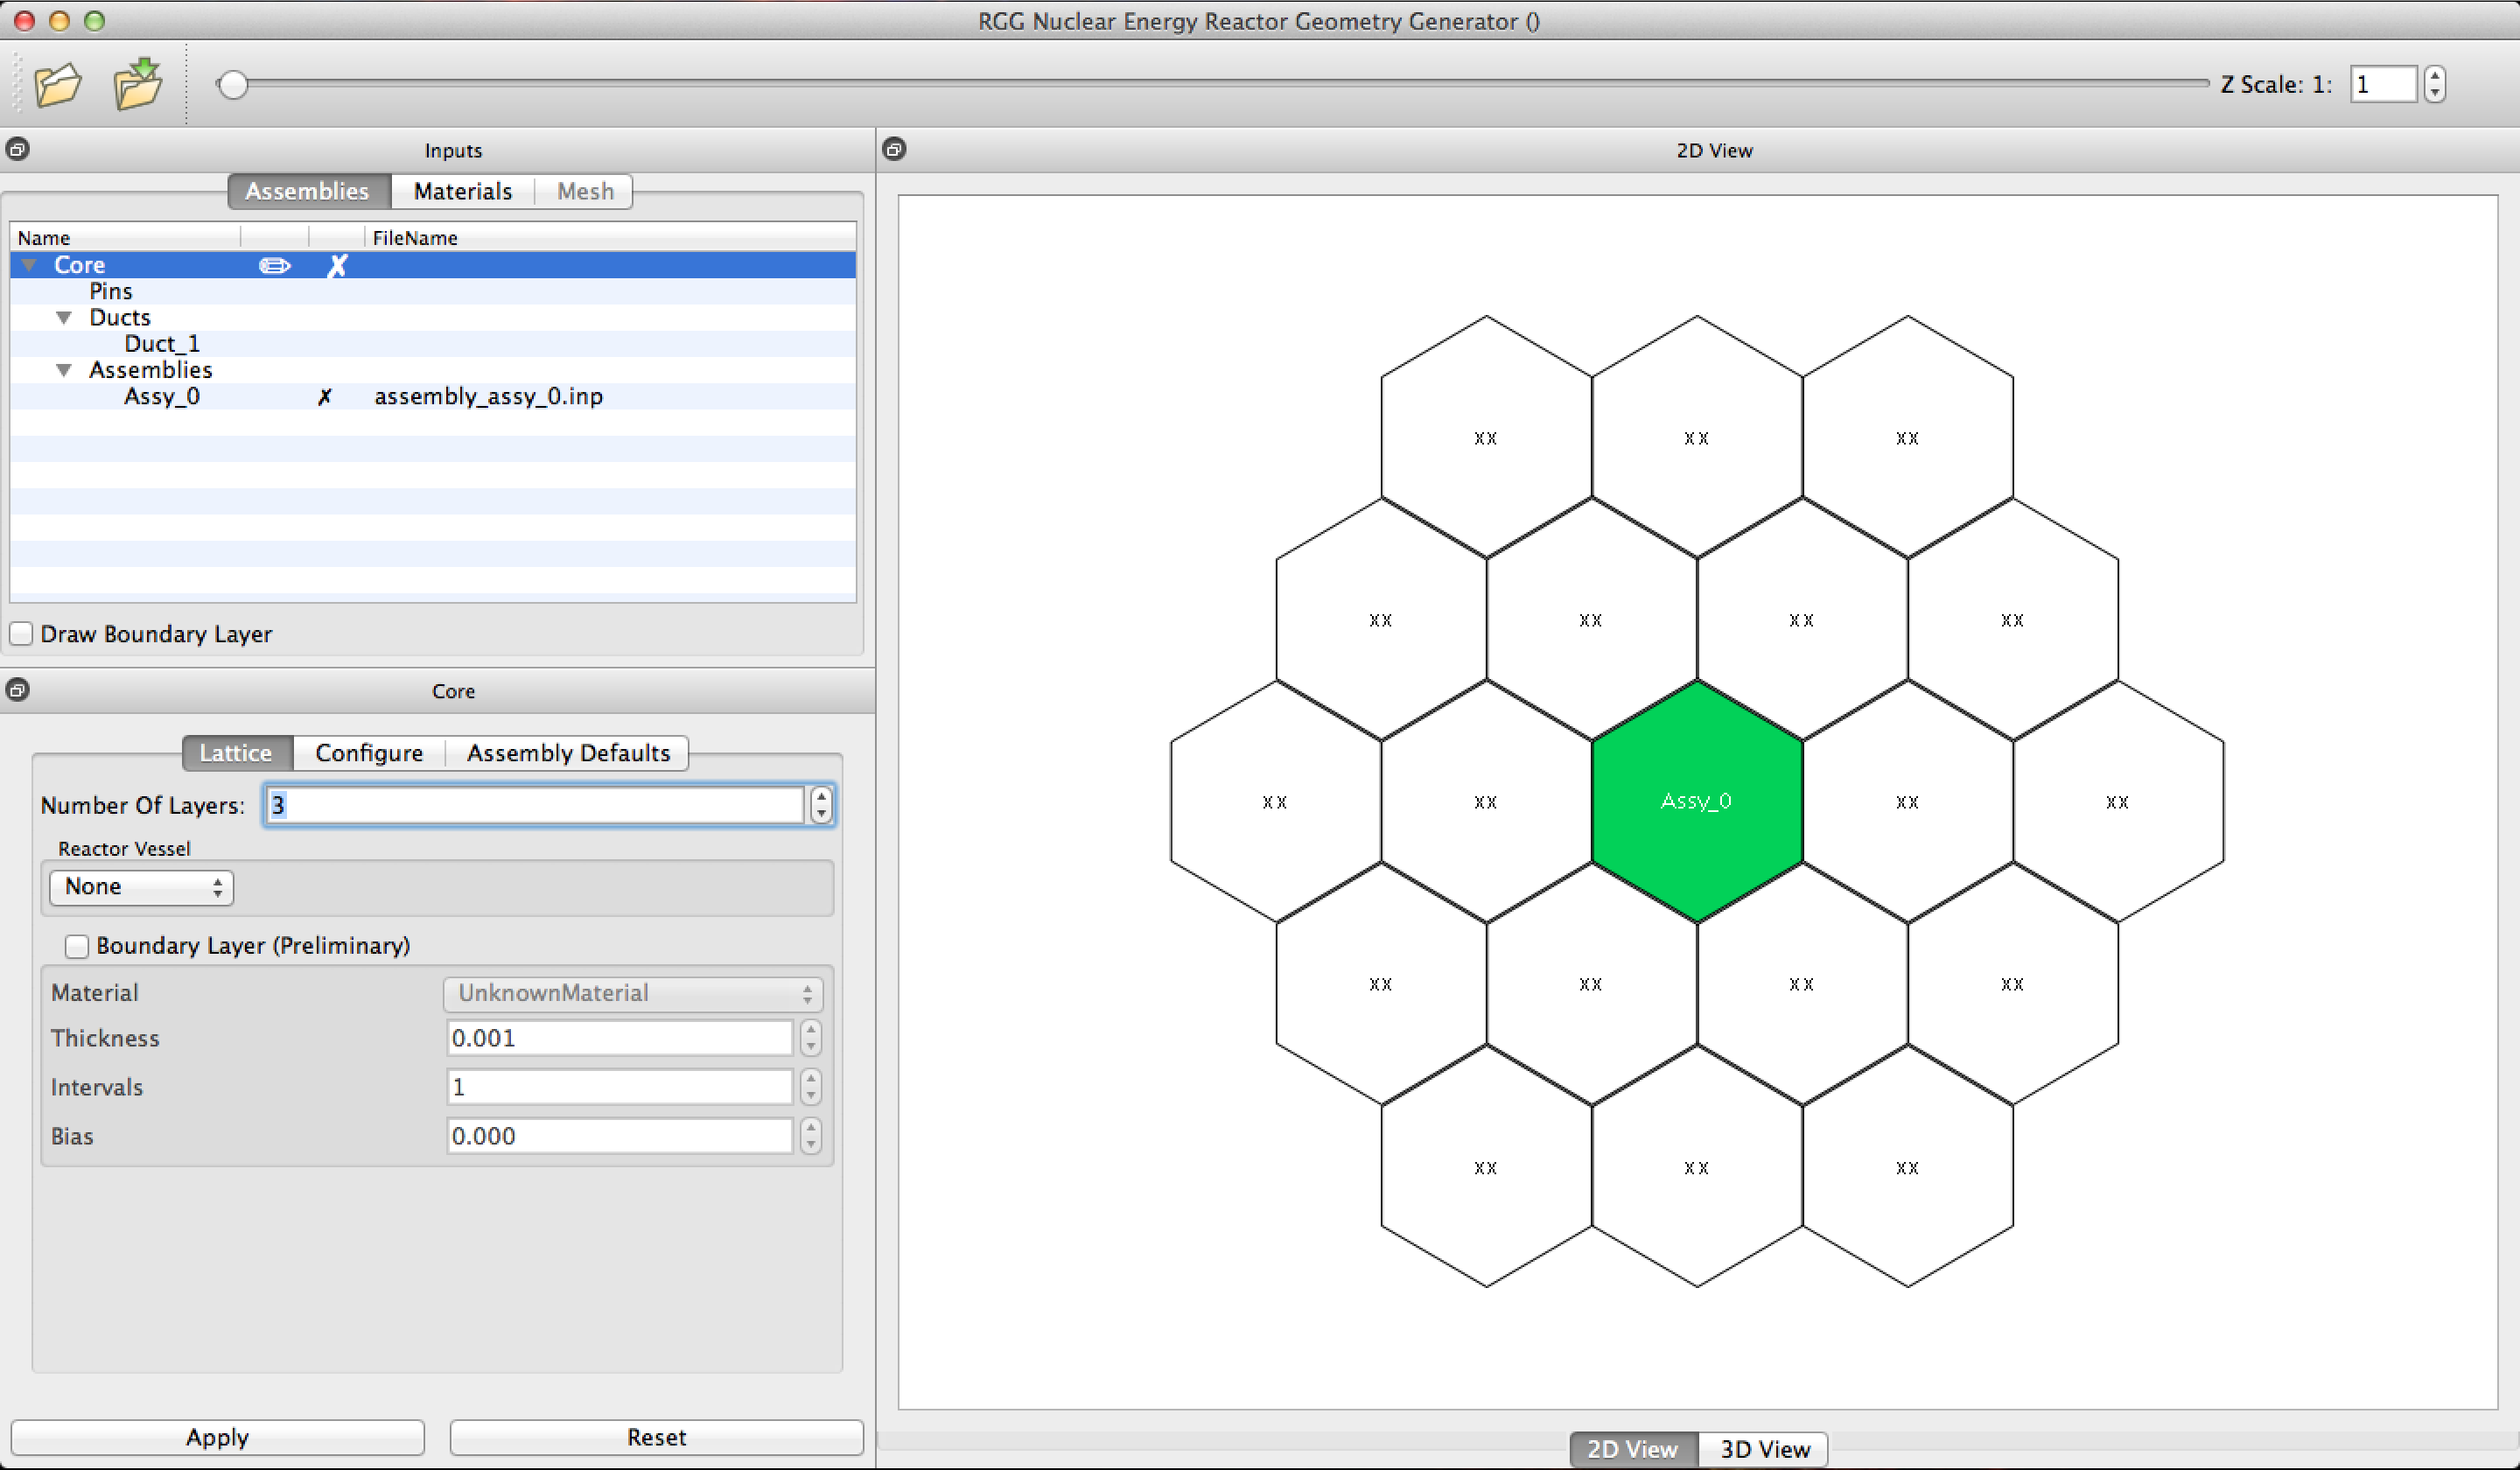 RGG Nuclear Energy Reactor Geometry Generator ()
Z Scale: 1: 1
Inputs
Assemblies Materials Mesh
Name FileName
Core
Pins
Ducts
Duct_1
Assemblies
Assy_0 ✗ assembly_assy_0.inp
Draw Boundary Layer
Core
Lattice Configure Assembly Defaults
Number Of Layers: 3
Reactor Vessel
None
Boundary Layer (Preliminary)
Material UnknownMaterial
Thickness 0.001
Intervals 1
Bias 0.000
Apply Reset
2D View
xx xx xx
xx xx xx xx
xx xx Assy_0 xx xx
xx xx xx xx
xx xx xx
2D View 3D View